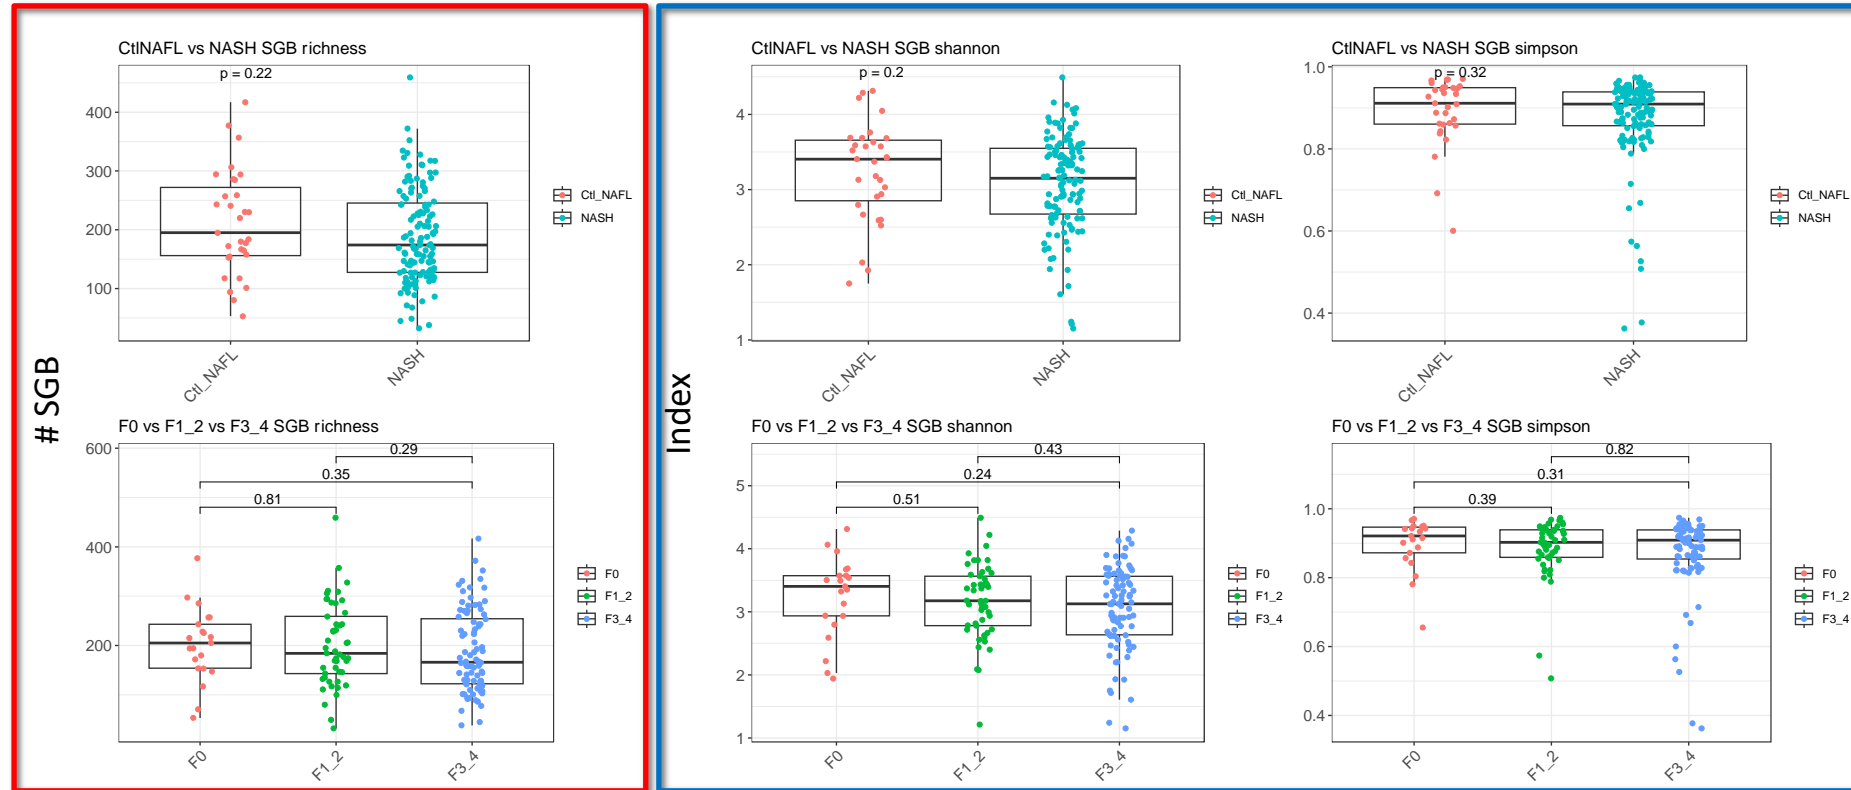 # SGB
CtlNAFL vs NASH SGB richness
p = 0.22
400
300
200
100
Ctl_NAFL
NASH
Ctl_NAFL
NASH
F0 vs F1_2 vs F3_4 SGB richness
600
400
200
0.29
0.35
0.81
F0
F1_2
F3_4
F0
F1_2
F3_4
Index
CtlNAFL vs NASH SGB shannon
p = 0.2
4
3
2
1
Ctl_NAFL
NASH
Ctl_NAFL
NASH
CtlNAFL vs NASH SGB simpson
p = 0.32
1.0
0.8
0.6
0.4
Ctl_NAFL
NASH
Ctl_NAFL
NASH
F0 vs F1_2 vs F3_4 SGB shannon
5
4
3
2
1
0.43
0.24
0.51
F0
F1_2
F3_4
F0
F1_2
F3_4
F0 vs F1_2 vs F3_4 SGB simpson
1.0
0.8
0.6
0.4
0.82
0.31
0.39
F0
F1_2
F3_4
F0
F1_2
F3_4